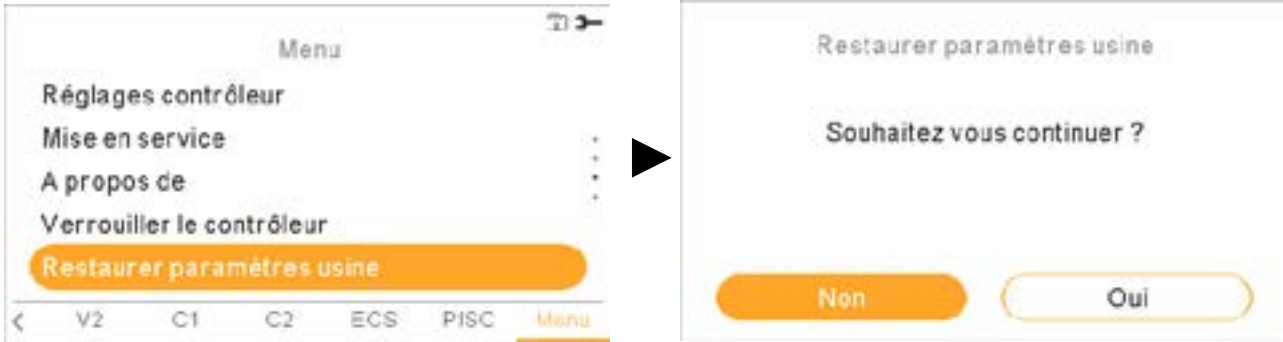 Menu
Réglages contrôleur
Mise en service
A propos de
Verrouiller le contrôleur
Restaurer paramètres usine
< V2 C1 C2 ECS PISC Menu
Restaurer paramètres usine
Souhaitez vous continuer ?
Non Oui